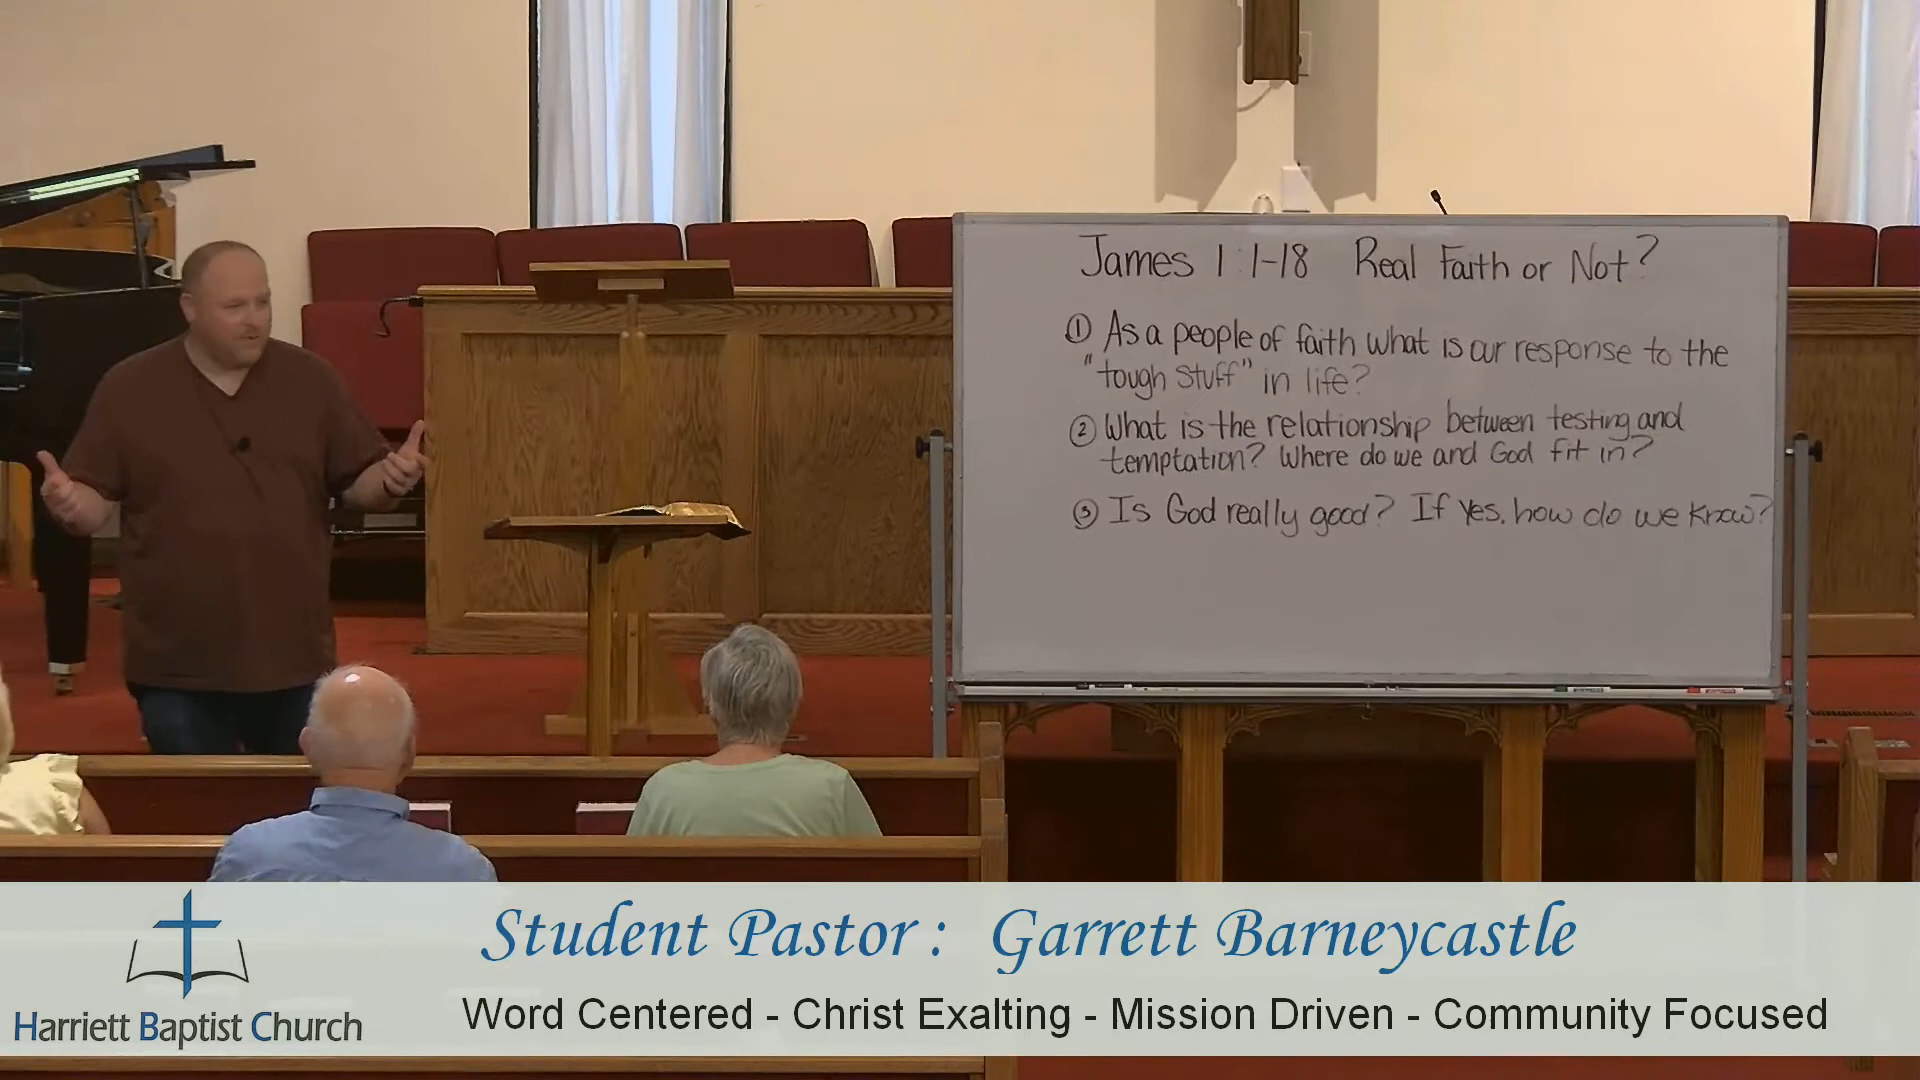 James 1:1-18 Real Faith or Not?
① As a people of faith what is our response to the
"tough stuff" in life?
② What is the relationship between testing and
temptation? Where do we and God fit in?
③ Is God really good? If Yes, how do we know?
Student Pastor : Garrett Barneycastle
Harriett Baptist Church
Word Centered - Christ Exalting - Mission Driven - Community Focused